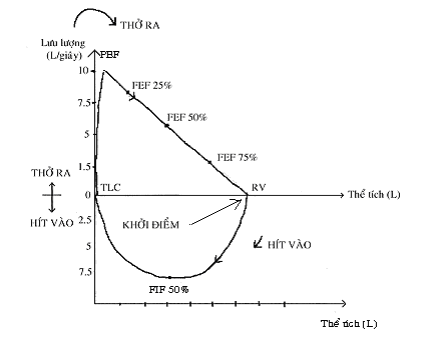 THỞ RA
Lưu lượng
(L/giây)
PBF
10
FEF 25%
7.5
FEF 50%
5
FEF 75%
1.5
THỞ RA
TLC
RV
0
Thể tích (L)
HÍT VÀO
2.5
KHỞI ĐIỂM
5
HÍT VÀO
7.5
FIF 50%
Thể tích (L)